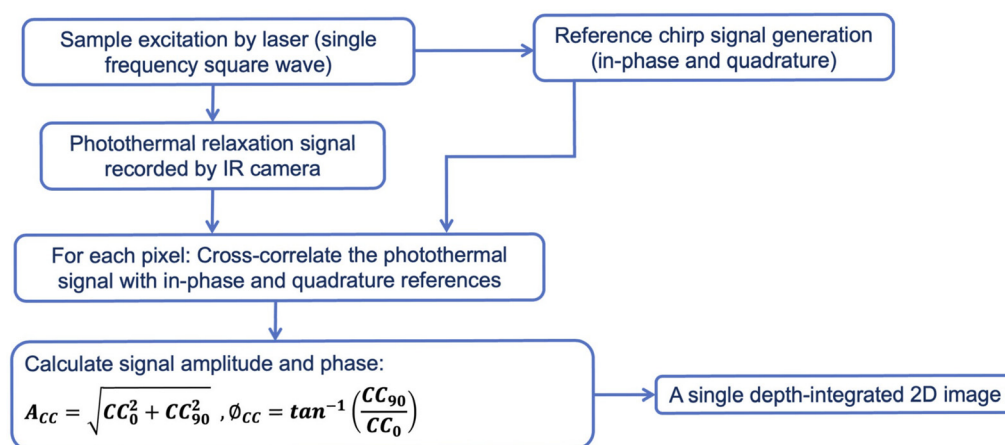 Sample excitation by laser (single
frequency square wave)
Reference chirp signal generation
(in-phase and quadrature)
Photothermal relaxation signal
recorded by IR camera
For each pixel: Cross-correlate the photothermal
signal with in-phase and quadrature references
Calculate signal amplitude and phase:
A_CC = √(CC_0^2 + CC_90^2) , ∅_CC = tan^-1 (CC_90/CC_0)
A single depth-integrated 2D image